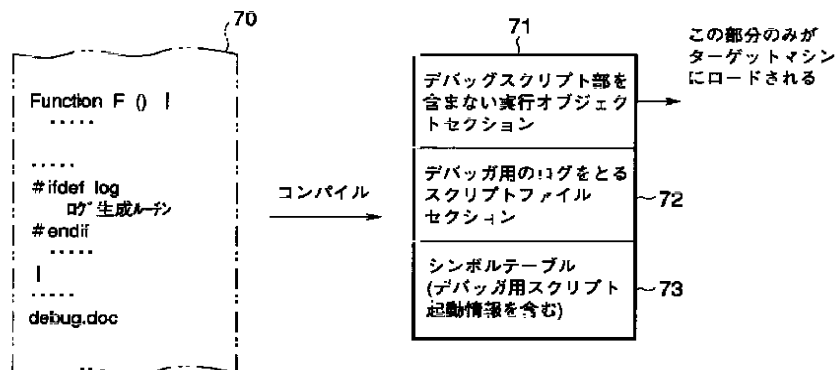 70
Function F () |
.....
.....
#ifdef log
ログ生成ルーチン
#endif
.....
|
.....
debug.doc
コンパイル
71
デバッグスクリプト部を
含まない実行オブジェク
トセクション
デバッガ用のログをとる
スクリプトファイル
セクション
72
シンボルテーブル
(デバッガ用スクリプト
起動情報を含む)
73
この部分のみが
ターゲットマシン
にロードされる